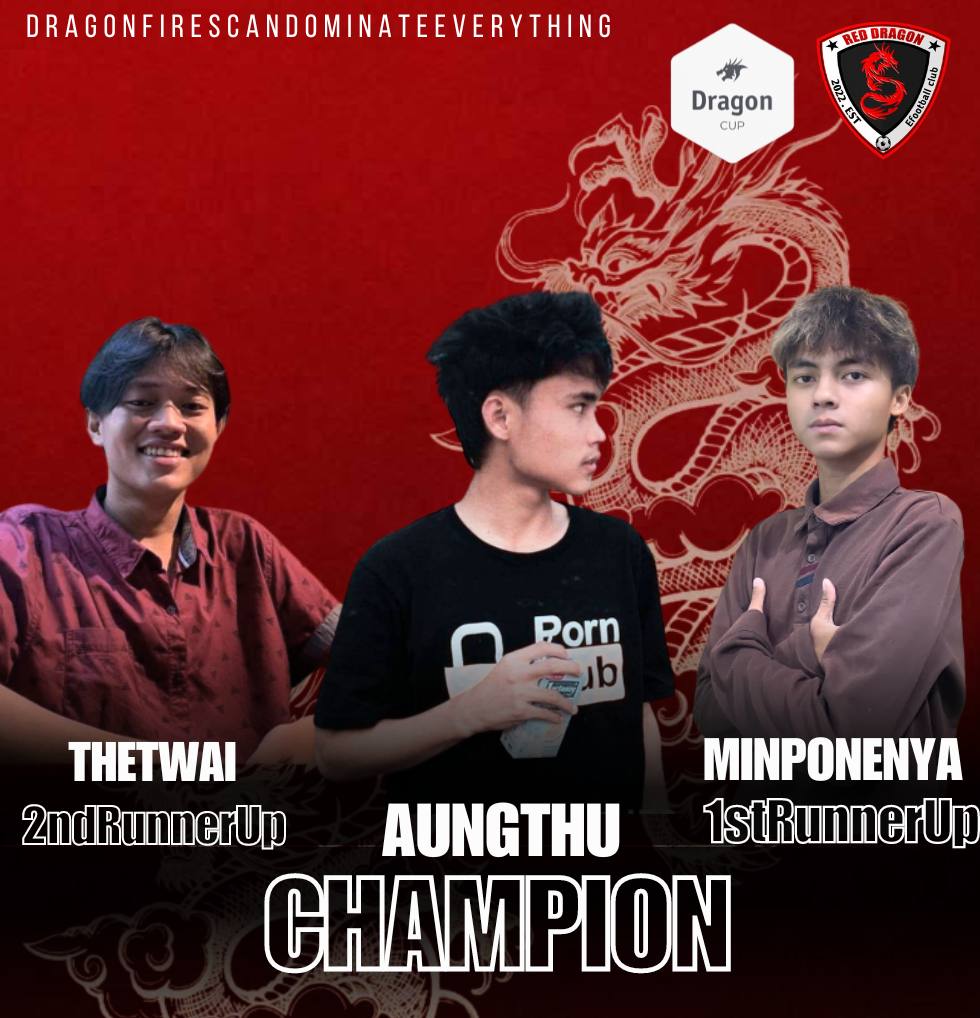 DRAGONFIRESCANDOMINATEEVERYTHING
Dragon
CUP
RED DRAGON
2022 . EST
Efootball club
Porn
ub
THETWAI
2ndRunnerUp
MINPONENYA
1stRunnerUp
AUNGTHU
CHAMPION